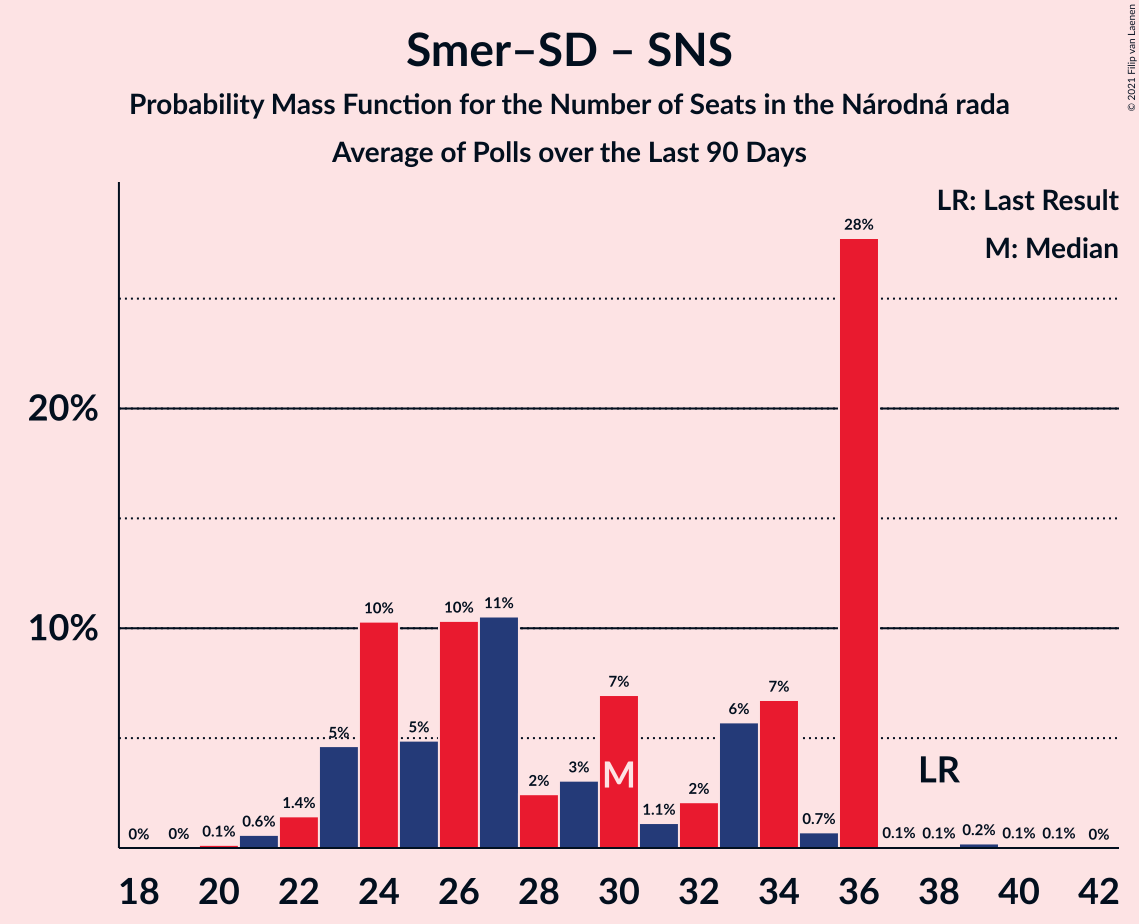 Smer–SD – SNS
Probability Mass Function for the Number of Seats in the Národná rada
Average of Polls over the Last 90 Days
© 2021 Filip van Laenen
LR: Last Result
M: Median
20%
10%
0% 0% 0.1% 0.6% 1.4% 5% 10% 5% 10% 11% 2% 3% 7% 1.1% 2% 6% 7% 0.7% 28% 0.1% 0.1% 0.2% 0.1% 0.1% 0%
M
LR
18 20 22 24 26 28 30 32 34 36 38 40 42